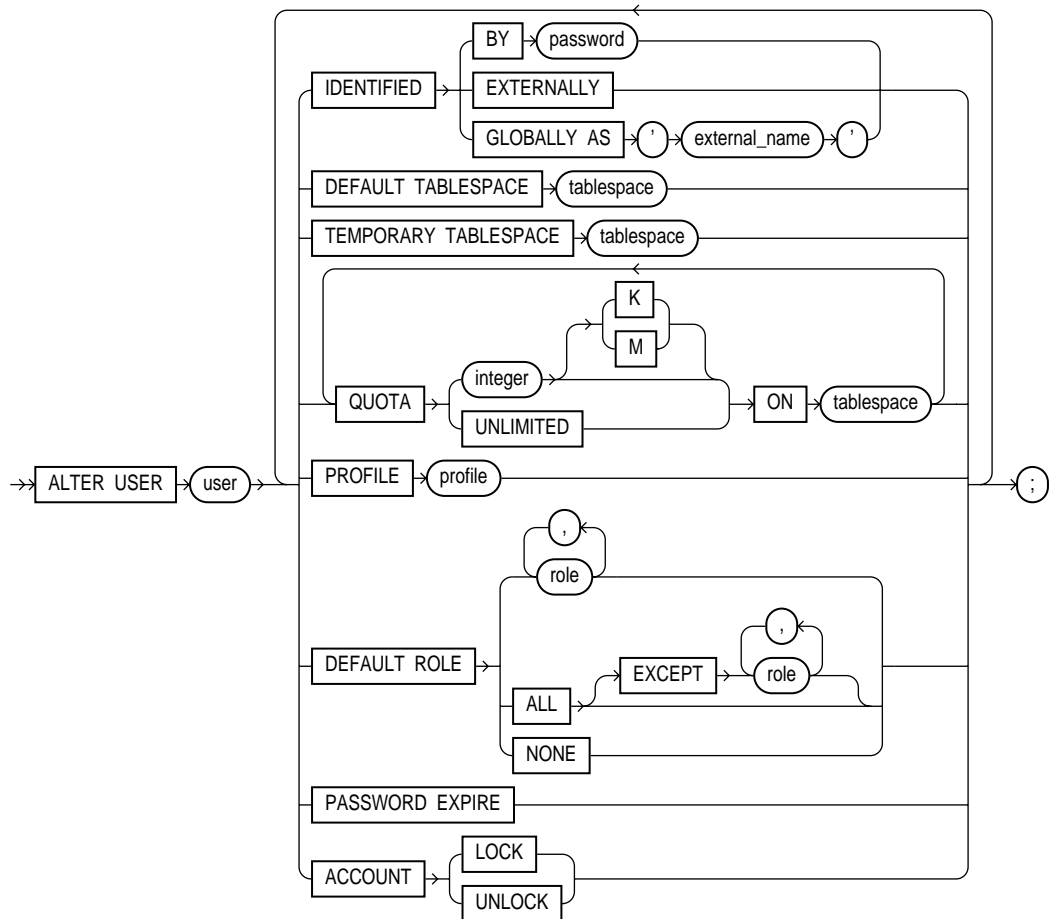 BY password
IDENTIFIED EXTERNALLY
GLOBALLY AS ' external_name '
DEFAULT TABLESPACE tablespace
TEMPORARY TABLESPACE tablespace
K
M
integer
QUOTA ON tablespace
UNLIMITED
ALTER USER user PROFILE profile ;
,
role
,
DEFAULT ROLE EXCEPT role
ALL
NONE
PASSWORD EXPIRE
LOCK
ACCOUNT
UNLOCK